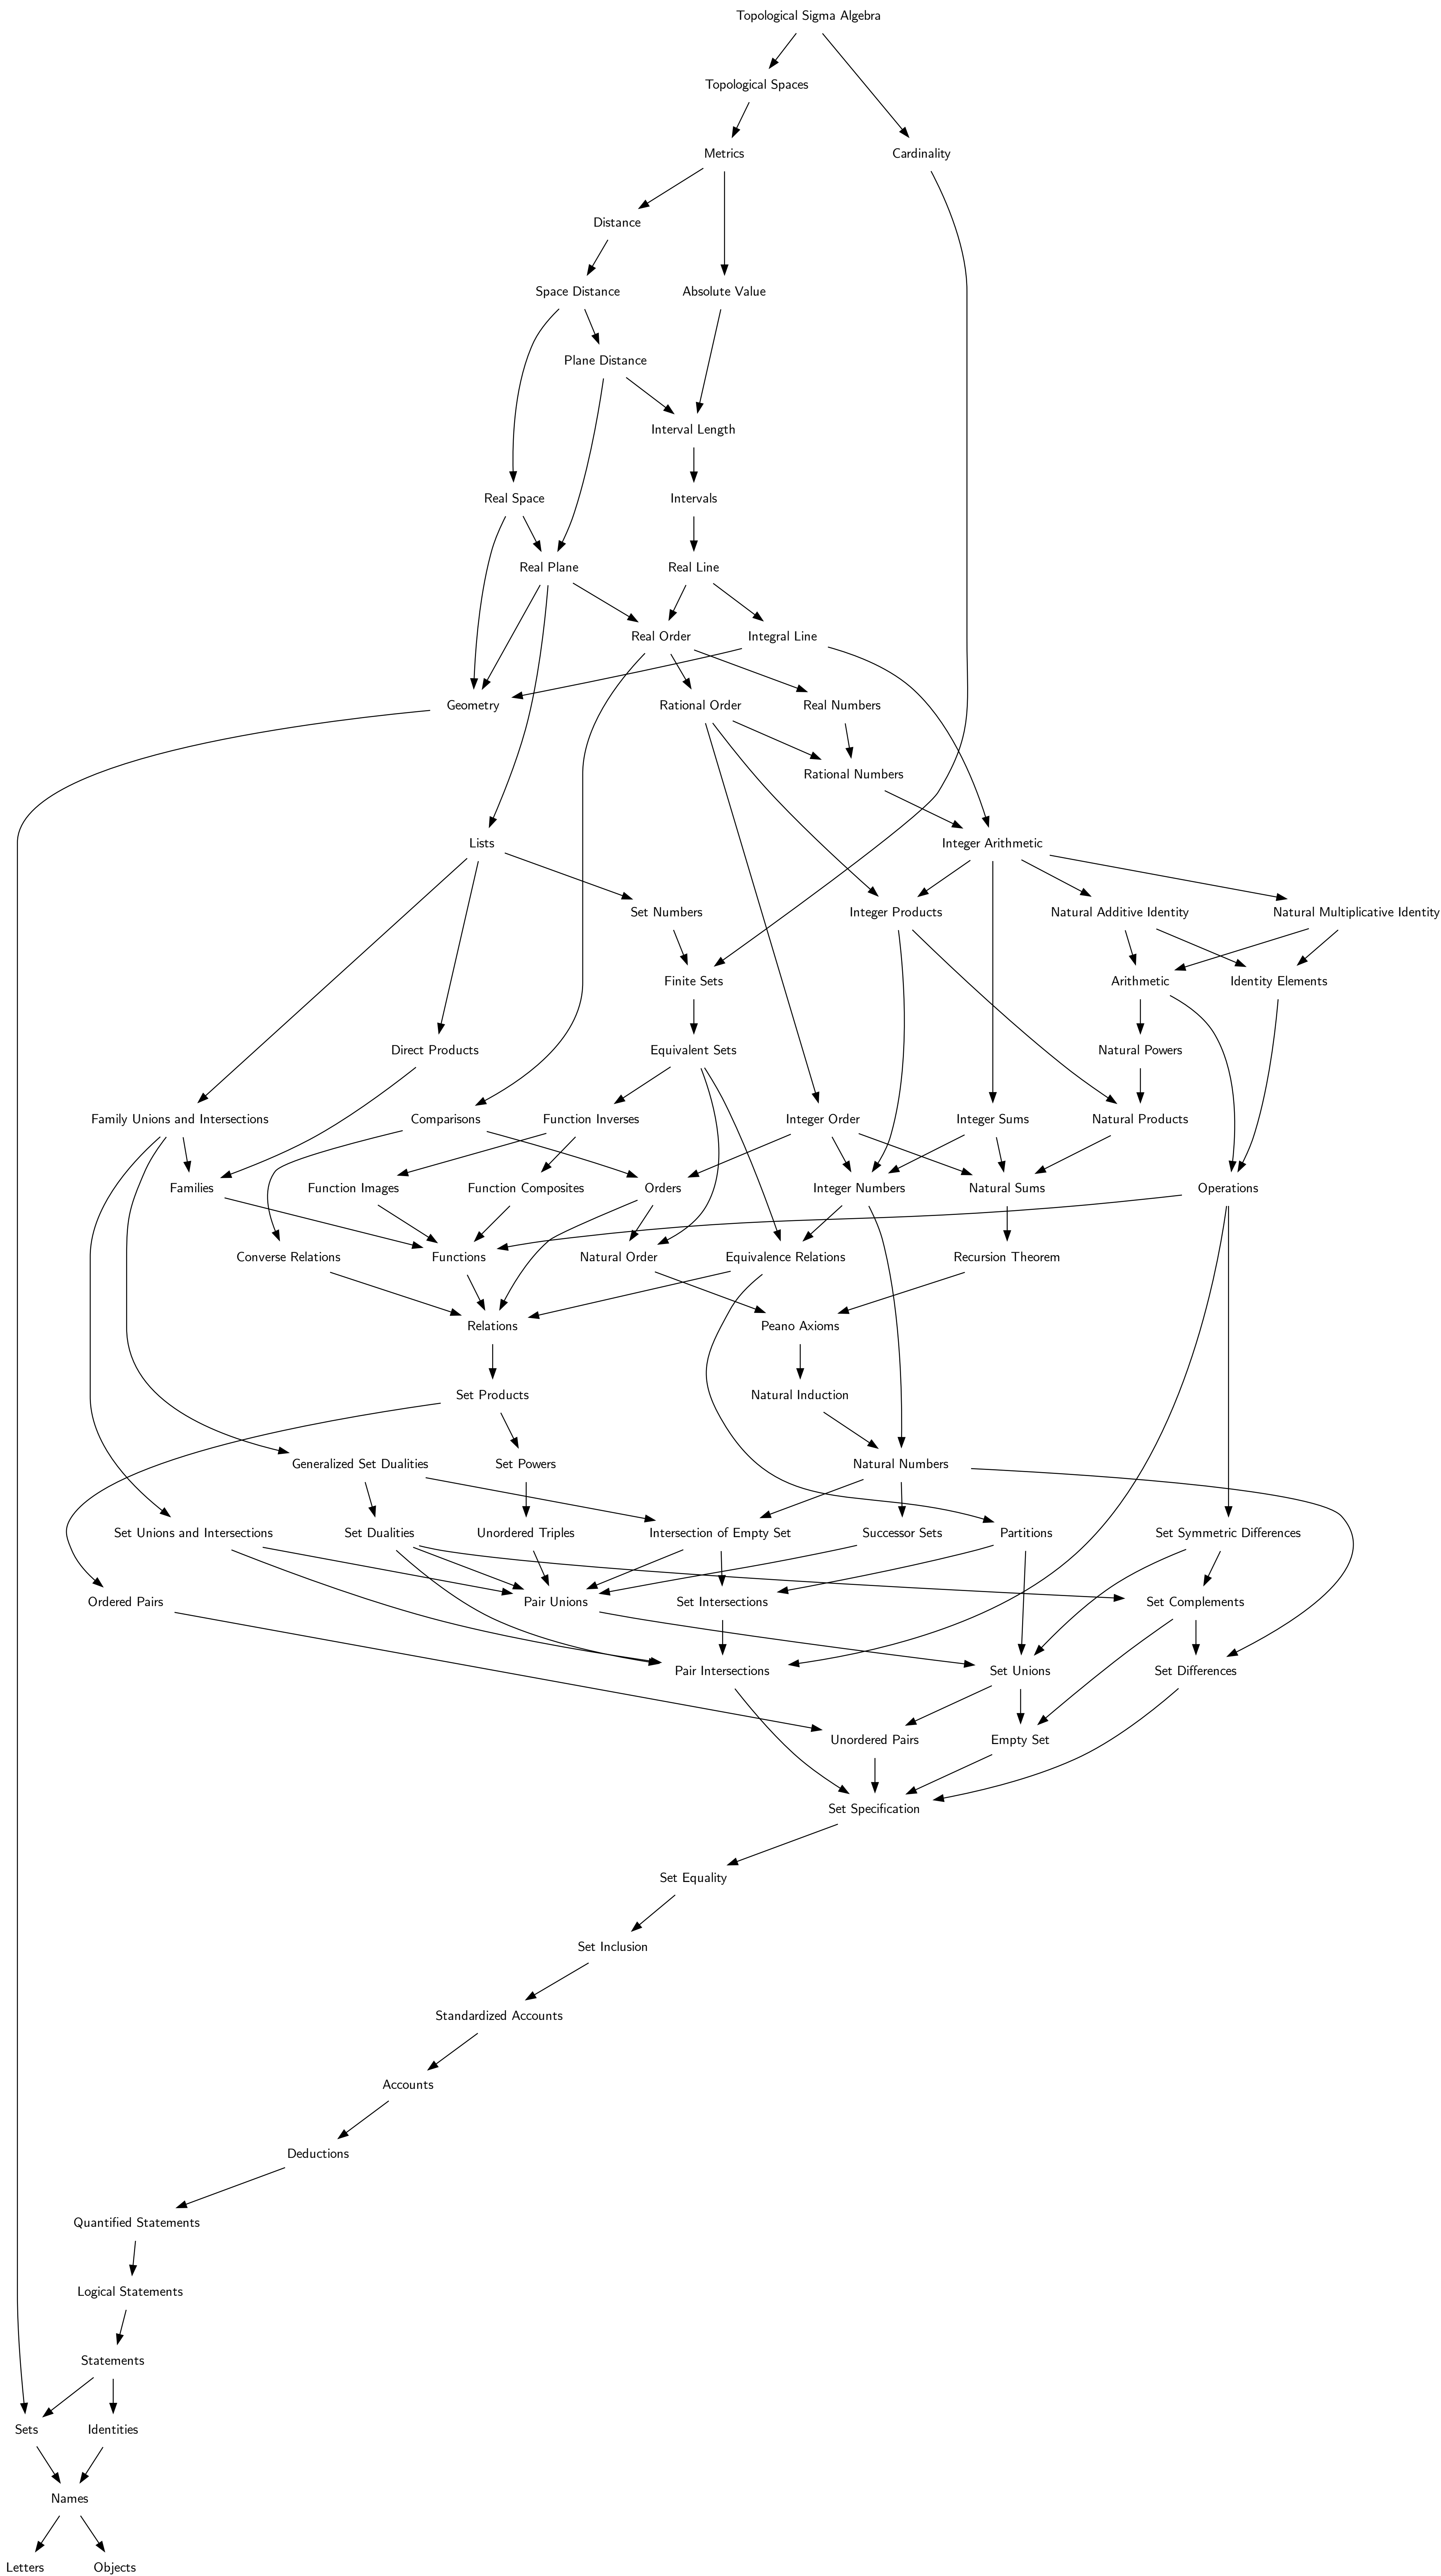 Topological Sigma Algebra
Topological Spaces
Metrics
Cardinality
Distance
Space Distance
Absolute Value
Plane Distance
Interval Length
Real Space
Intervals
Real Plane
Real Line
Real Order
Integral Line
Geometry
Rational Order
Real Numbers
Rational Numbers
Lists
Integer Arithmetic
Set Numbers
Integer Products
Natural Additive Identity
Natural Multiplicative Identity
Finite Sets
Arithmetic
Identity Elements
Direct Products
Equivalent Sets
Natural Powers
Family Unions and Intersections
Comparisons
Function Inverses
Integer Order
Integer Sums
Natural Products
Families
Function Images
Function Composites
Orders
Integer Numbers
Natural Sums
Operations
Converse Relations
Functions
Natural Order
Equivalence Relations
Recursion Theorem
Relations
Peano Axioms
Set Products
Natural Induction
Generalized Set Dualities
Set Powers
Natural Numbers
Set Unions and Intersections
Set Dualities
Unordered Triples
Intersection of Empty Set
Successor Sets
Partitions
Set Symmetric Differences
Ordered Pairs
Pair Unions
Set Intersections
Set Complements
Pair Intersections
Set Unions
Set Differences
Unordered Pairs
Empty Set
Set Specification
Set Equality
Set Inclusion
Standardized Accounts
Accounts
Deductions
Quantified Statements
Logical Statements
Statements
Sets
Identities
Names
Letters
Objects